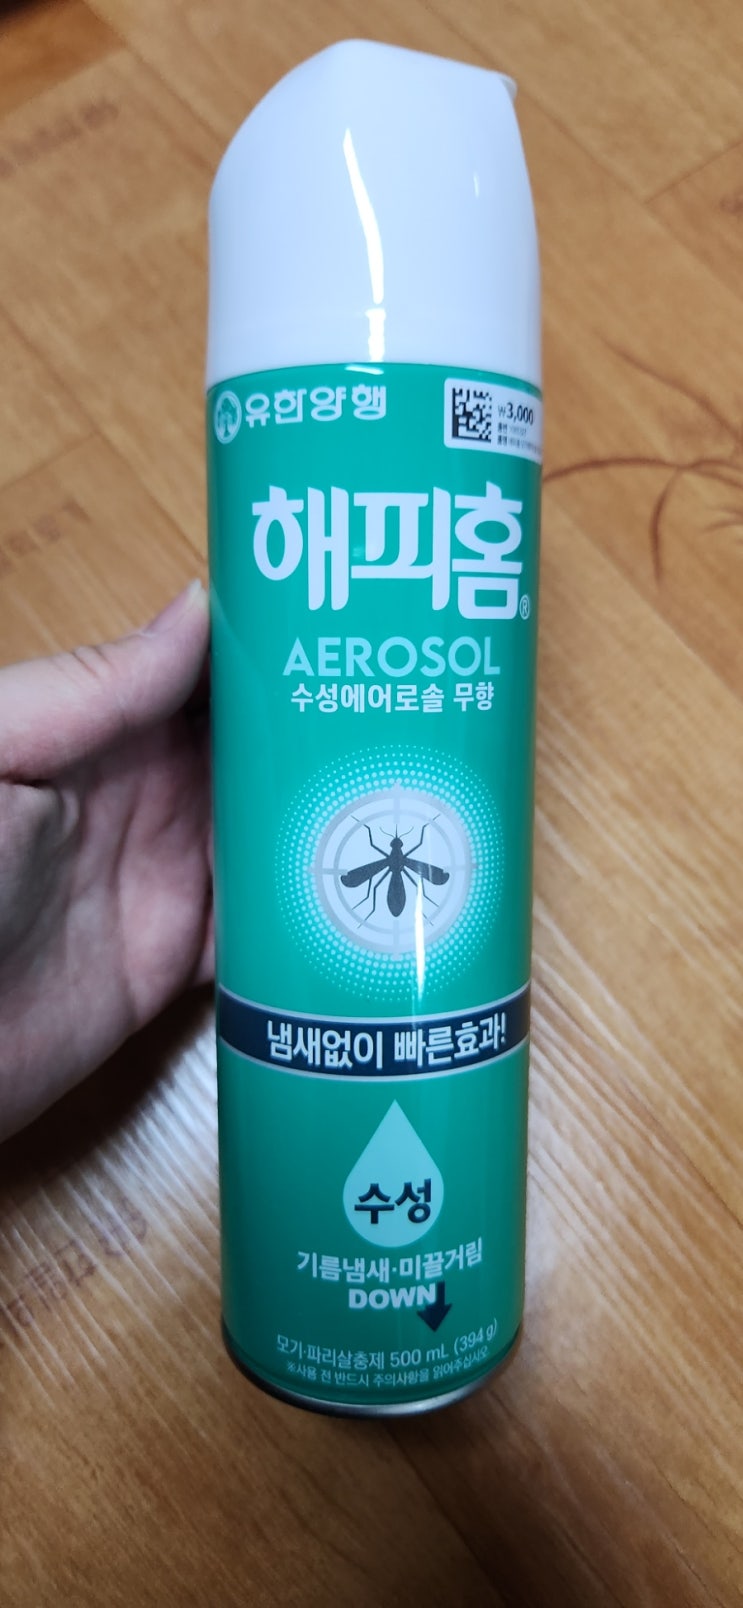 유한양행
₩3,000
해피홈®
AEROSOL
수성에어로솔 무향
냄새없이 빠른효과!
수성
기름냄새·미끌거림
DOWN
모기·파리살충제 500 mL (394 g)
※사용 전 반드시 주의사항을 읽어주십시오.